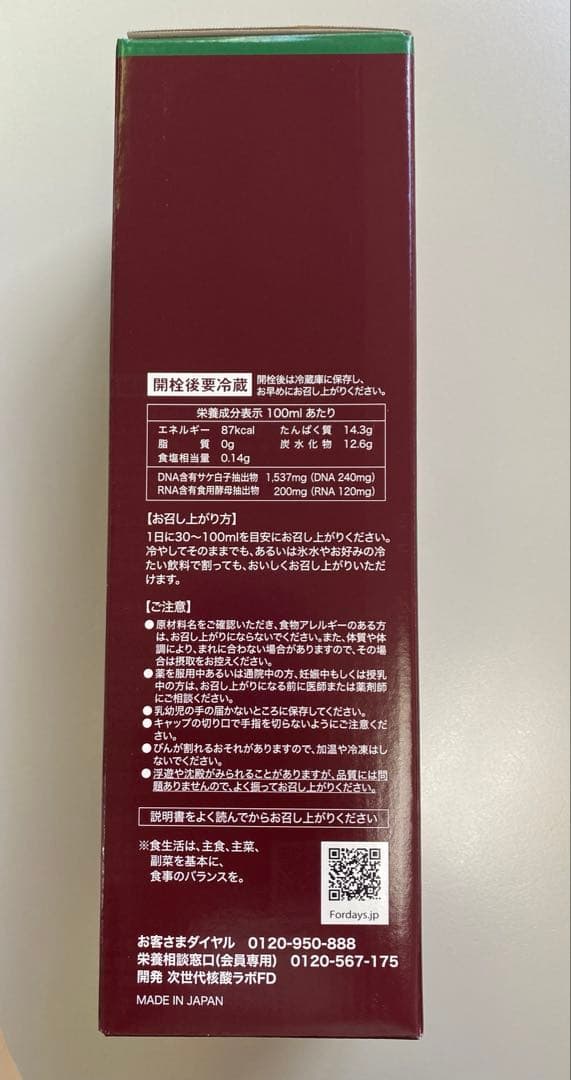 開栓後要冷蔵
開栓後は冷蔵庫に保存し、
お早めにお召し上がりください。
栄養成分表示 100ml あたり
エネルギー 87kcal たんぱく質 14.3g
脂質 0g 炭水化物 12.6g
食塩相当量 0.14g
DNA含有サケ白子抽出物 1,537mg (DNA 240mg)
RNA含有食用酵母抽出物 200mg (RNA 120mg)
【お召し上がり方】
1日に30〜100mlを目安にお召し上がりください。
冷やしてそのままでも、あるいは氷水やお好みの冷
たい飲料で割っても、おいしくお召し上がりいただ
けます。
【ご注意】
●原材料名をご確認いただき、食物アレルギーのある方
は、お召し上がりにならないでください。また、体質や体
調により、まれに合わない場合がありますので、その場
合は摂取をお控えください。
●薬を服用中あるいは通院中の方、妊娠中もしくは授乳
中の方は、お召し上がりになる前に医師または薬剤師
にご相談ください。
●乳幼児の手の届かないところに保存してください。
●キャップの切り口で手指を切らないようにご注意くだ
さい。
●びんが割れるおそれがありますので、加温や冷凍はし
ないでください。
●浮遊や沈殿がみられることがありますが、品質には問
題ありませんので、よく振ってお召し上がりください。
説明書をよく読んでからお召し上がりください
※食生活は、主食、主菜、
副菜を基本に、
食事のバランスを。
Fordays.jp
お客さまダイヤル 0120-950-888
栄養相談窓口(会員専用) 0120-567-175
開発 次世代核酸ラボFD
MADE IN JAPAN